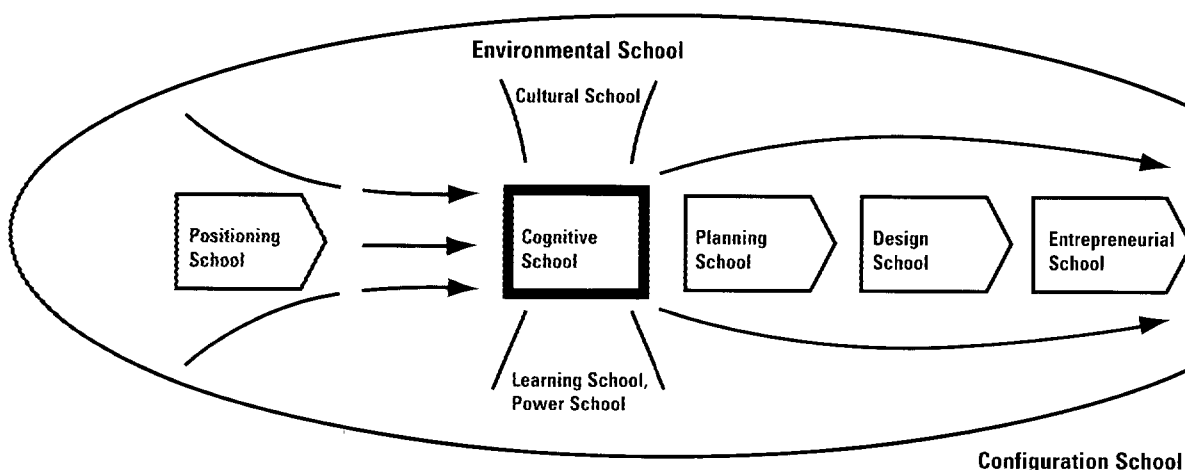 Environmental School
Cultural School
Positioning
School
Cognitive
School
Planning
School
Design
School
Entrepreneurial
School
Learning School,
Power School
Configuration School